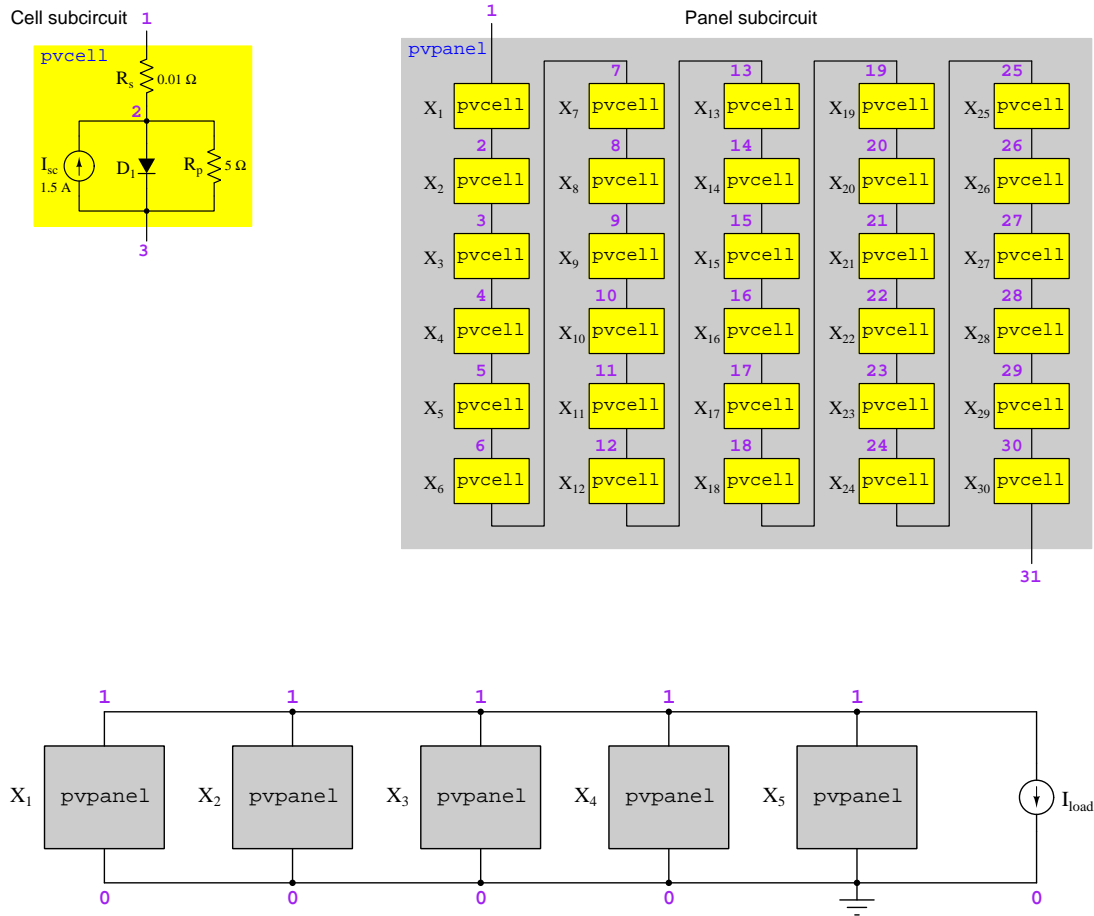 Cell subcircuit
1
pvcell
Rs 0.01 Ω
2
Isc 1.5 A
D1
Rp 5 Ω
3
Panel subcircuit
1
pvpanel
7 13 19 25
X1 pvcell X7 pvcell X13 pvcell X19 pvcell X25 pvcell
2 8 14 20 26
X2 pvcell X8 pvcell X14 pvcell X20 pvcell X26 pvcell
3 9 15 21 27
X3 pvcell X9 pvcell X15 pvcell X21 pvcell X27 pvcell
4 10 16 22 28
X4 pvcell X10 pvcell X16 pvcell X22 pvcell X28 pvcell
5 11 17 23 29
X5 pvcell X11 pvcell X17 pvcell X23 pvcell X29 pvcell
6 12 18 24 30
X6 pvcell X12 pvcell X18 pvcell X24 pvcell X30 pvcell
31
1 1 1 1 1
X1 pvpanel X2 pvpanel X3 pvpanel X4 pvpanel X5 pvpanel Iload
0 0 0 0 0 0